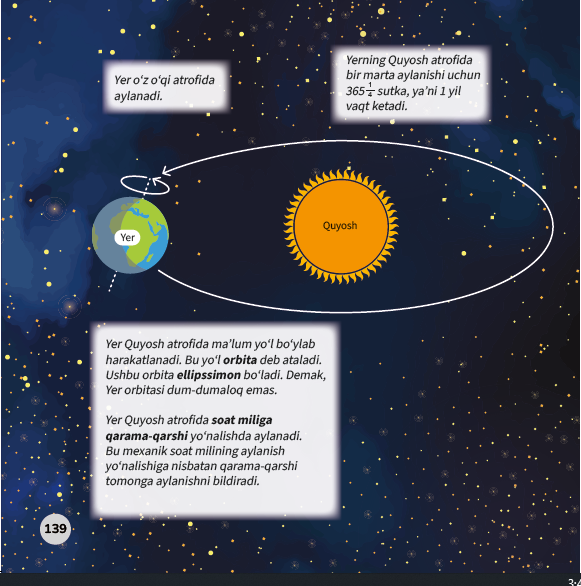 Yer o‘z o‘qi atrofida
aylanadi.
Yerning Quyosh atrofida
bir marta aylanishi uchun
365 1/4 sutka, ya’ni 1 yil
vaqt ketadi.
Yer
Quyosh
Yer Quyosh atrofida ma’lum yo‘l bo‘ylab
harakatlanadi. Bu yo‘l orbita deb ataladi.
Ushbu orbita ellipssimon bo‘ladi. Demak,
Yer orbitasi dum-dumaloq emas.
Yer Quyosh atrofida soat miliga
qarama-qarshi yo‘nalishda aylanadi.
Bu mexanik soat milining aylanish
yo‘nalishiga nisbatan qarama-qarshi
tomonga aylanishni bildiradi.
139